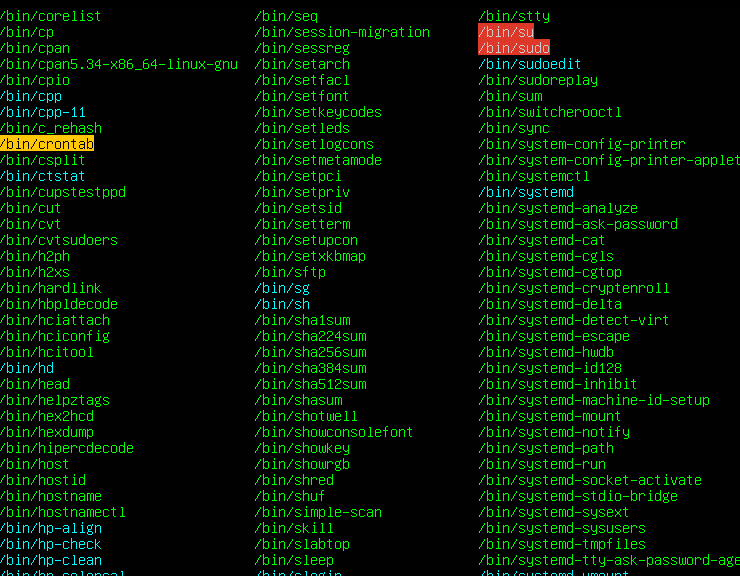 /bin/corelist /bin/seq /bin/stty
/bin/cp /bin/session-migration /bin/su
/bin/cpan /bin/sessreg /bin/sudo
/bin/cpan5.34-x86_64-linux-gnu /bin/setarch /bin/sudoedit
/bin/cpio /bin/setfacl /bin/sudoreplay
/bin/cpp /bin/setfont /bin/sum
/bin/cpp-11 /bin/setkeycodes /bin/switcherooctl
/bin/c_rehash /bin/setleds /bin/sync
/bin/crontab /bin/setlogcons /bin/system-config-printer
/bin/csplit /bin/setmetamode /bin/system-config-printer-applet
/bin/ctstat /bin/setpci /bin/systemctl
/bin/cupstestppd /bin/setpriv /bin/systemd
/bin/cut /bin/setsid /bin/systemd-analyze
/bin/cvt /bin/setterm /bin/systemd-ask-password
/bin/cvtsudoers /bin/setupcon /bin/systemd-cat
/bin/h2ph /bin/setxkbmap /bin/systemd-cgls
/bin/h2xs /bin/sftp /bin/systemd-cgtop
/bin/hardlink /bin/sg /bin/systemd-cryptenroll
/bin/hbpldecode /bin/sh /bin/systemd-delta
/bin/hciattach /bin/sha1sum /bin/systemd-detect-virt
/bin/hciconfig /bin/sha224sum /bin/systemd-escape
/bin/hcitool /bin/sha256sum /bin/systemd-hwdb
/bin/hd /bin/sha384sum /bin/systemd-id128
/bin/head /bin/sha512sum /bin/systemd-inhibit
/bin/helpztags /bin/shasum /bin/systemd-machine-id-setup
/bin/hex2hcd /bin/shotwell /bin/systemd-mount
/bin/hexdump /bin/showconsolefont /bin/systemd-notify
/bin/hipercdecode /bin/showkey /bin/systemd-path
/bin/host /bin/showrgb /bin/systemd-run
/bin/hostid /bin/shred /bin/systemd-socket-activate
/bin/hostname /bin/shuf /bin/systemd-stdio-bridge
/bin/hostnamectl /bin/simple-scan /bin/systemd-sysext
/bin/hp-align /bin/skill /bin/systemd-sysusers
/bin/hp-check /bin/slabtop /bin/systemd-tmpfiles
/bin/hp-clean /bin/sleep /bin/systemd-tty-ask-password-age